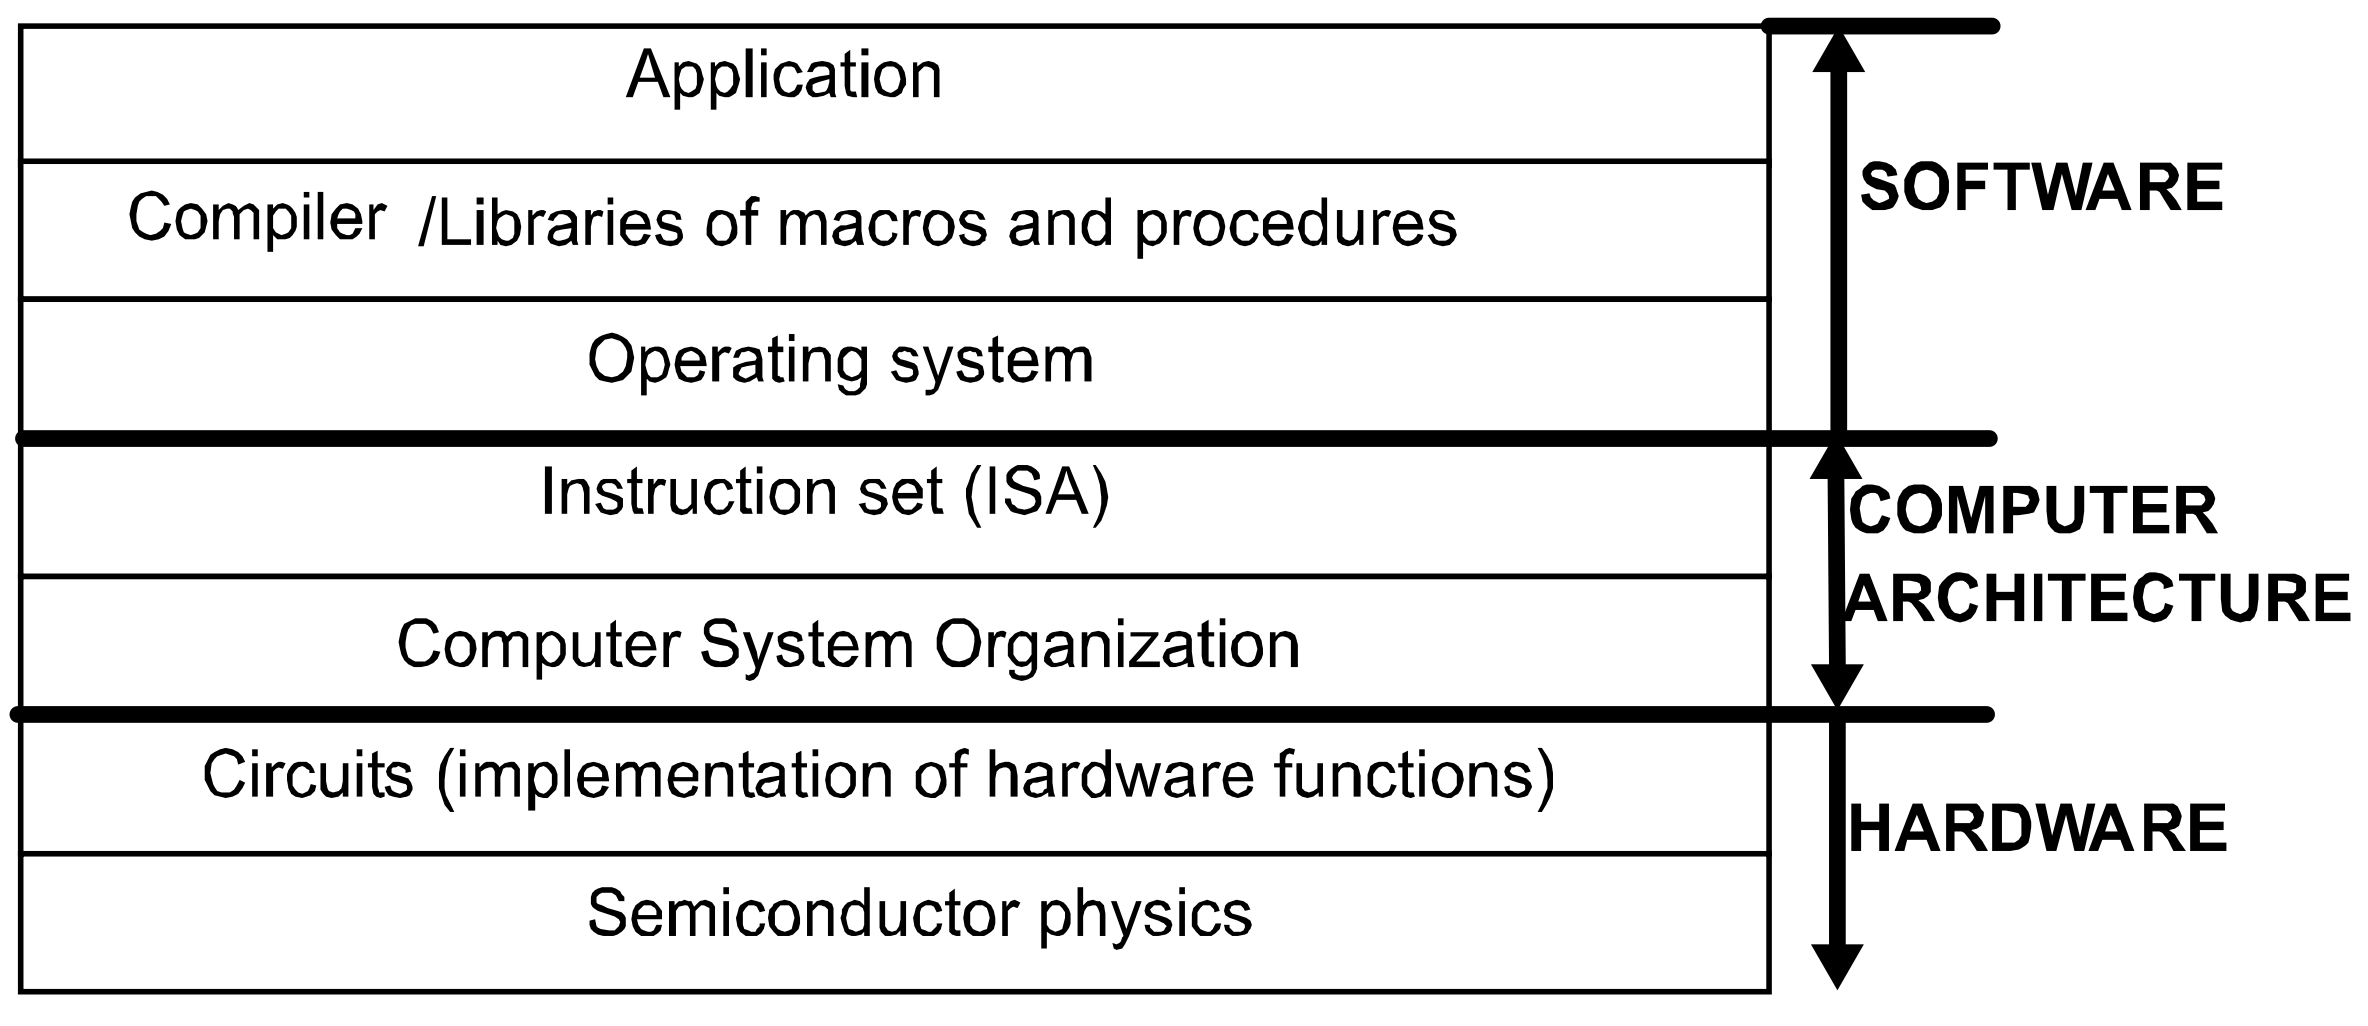 Application
Compiler /Libraries of macros and procedures
Operating system
Instruction set (ISA)
Computer System Organization
Circuits (implementation of hardware functions)
Semiconductor physics
SOFTWARE
COMPUTER
ARCHITECTURE
HARDWARE